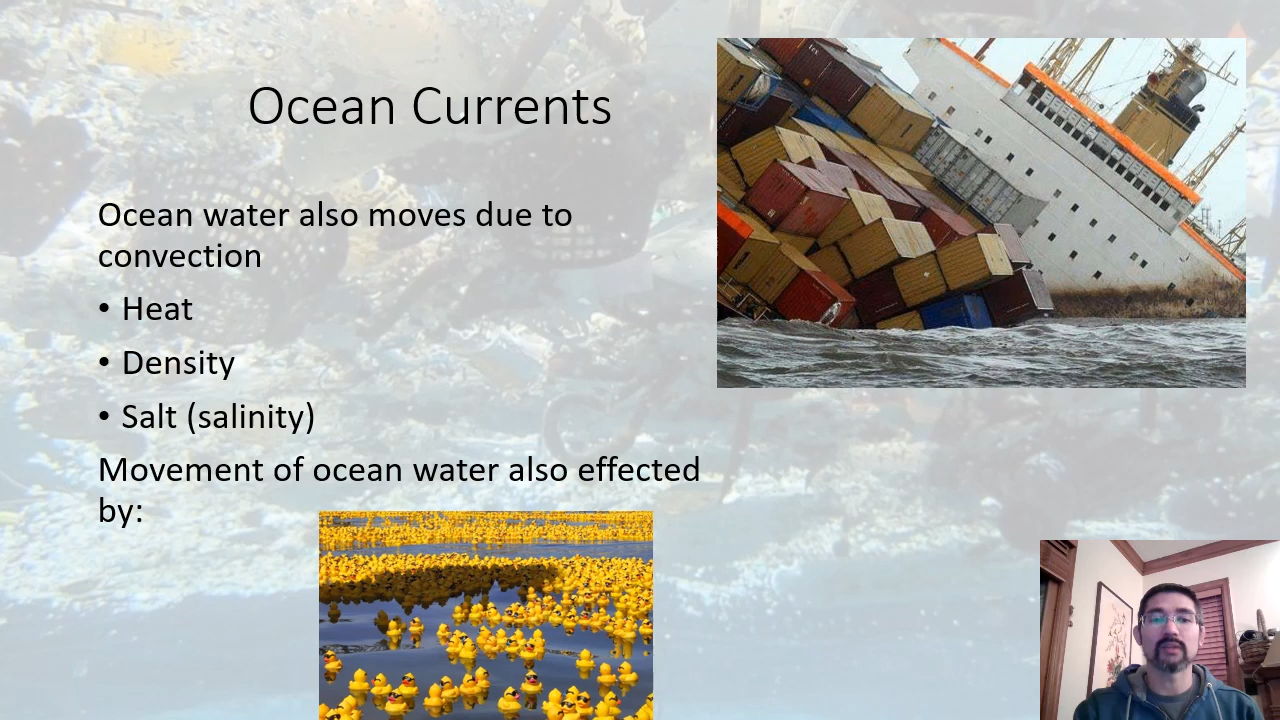 Ocean Currents
Ocean water also moves due to
convection
• Heat
• Density
• Salt (salinity)
Movement of ocean water also effected
by: